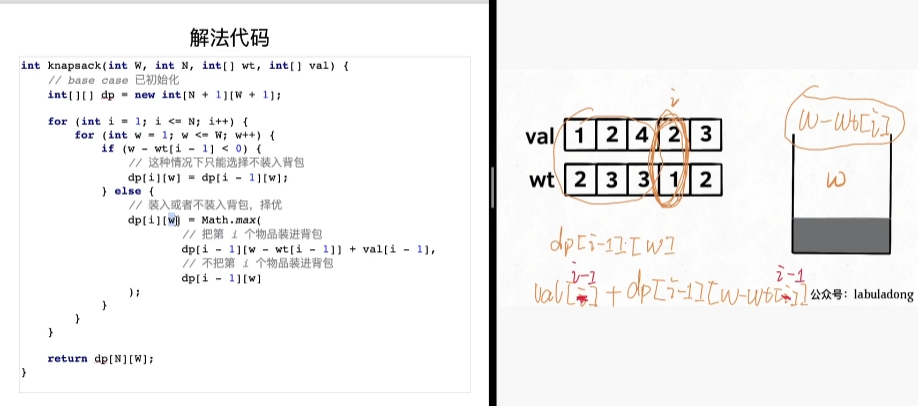 解法代码
int knapsack(int W, int N, int[] wt, int[] val) {
// base case 已初始化
int[][] dp = new int[N + 1][W + 1];
for (int i = 1; i <= N; i++) {
for (int w = 1; w <= W; w++) {
if (w - wt[i - 1] < 0) {
// 这种情况下只能选择不装入背包
dp[i][w] = dp[i - 1][w];
} else {
// 装入或者不装入背包，择优
dp[i][w] = Math.max(
// 把第 i 个物品装进背包
dp[i - 1][w - wt[i - 1]] + val[i - 1],
// 不把第 i 个物品装进背包
dp[i - 1][w]
);
}
}
}
return dp[N][W];
}
i
val 1 2 4 2 3
wt 2 3 3 1 2
w-wt[i]
w
dp[i-1][w]
i-1 i-1
val[i] + dp[i-1][w-wt[i]]
公众号：labuladong